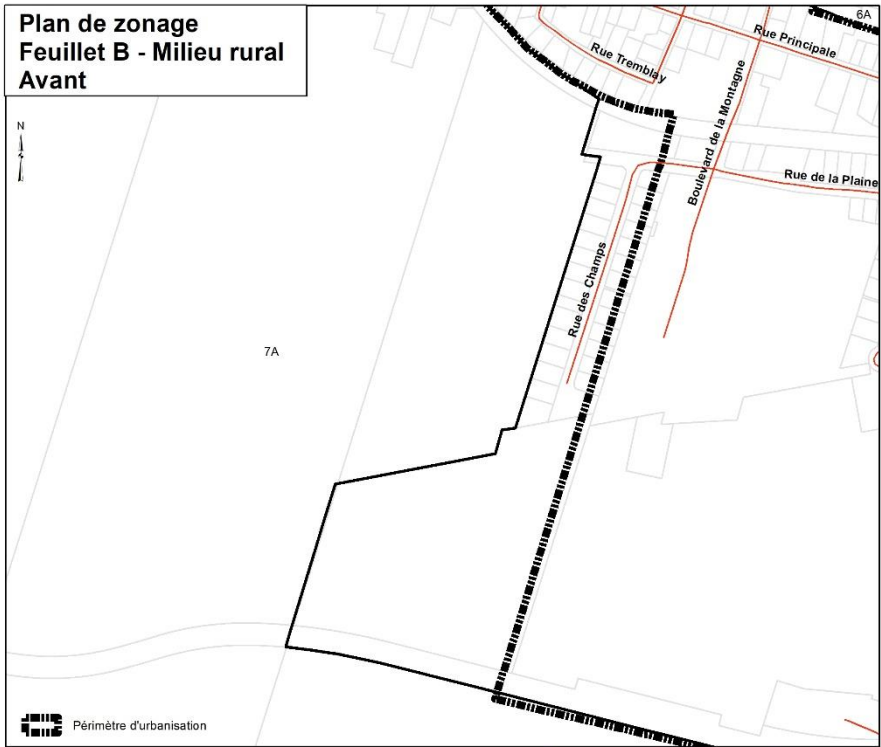 Plan de zonage
Feuillet B - Milieu rural
Avant
6A
Rue Principale
Rue Tremblay
Boulevard de la Montagne
N
Rue de la Plaine
Rue des Champs
7A
Périmètre d'urbanisation